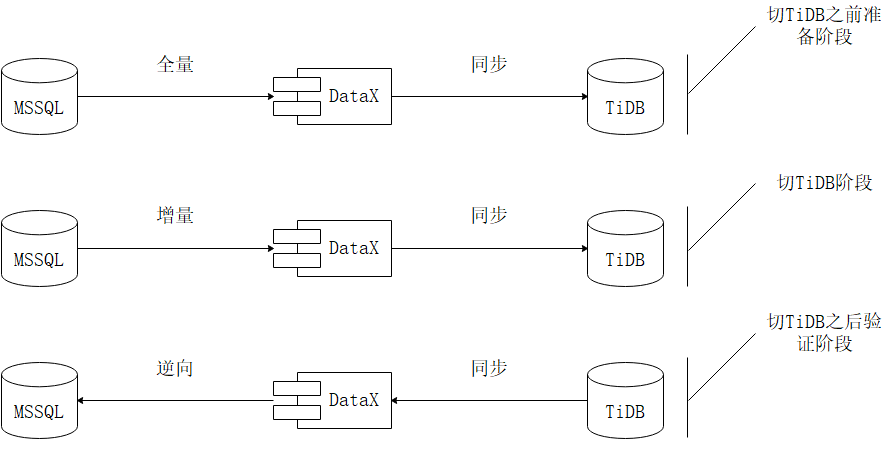 切TiDB之前准
备阶段
全量
同步
MSSQL
DataX
TiDB
切TiDB阶段
增量
同步
MSSQL
DataX
TiDB
切TiDB之后验
证阶段
逆向
同步
MSSQL
DataX
TiDB